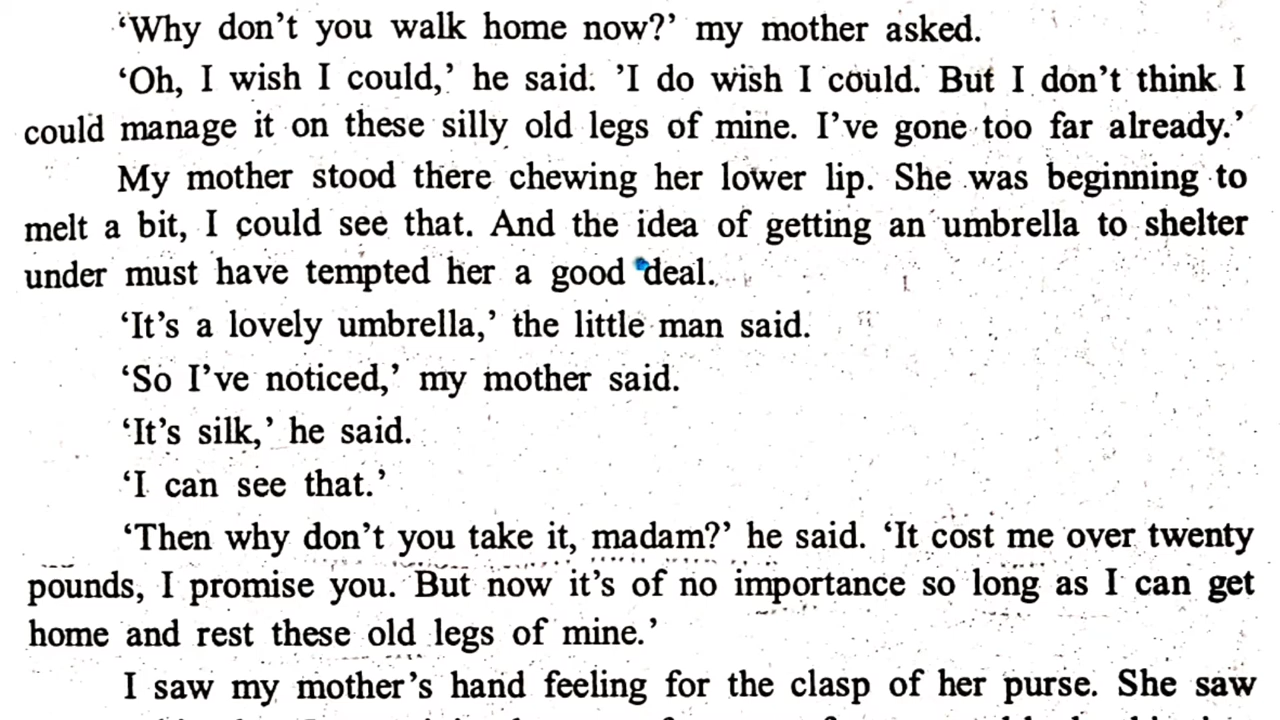 ‘Why don’t you walk home now?’ my mother asked.
‘Oh, I wish I could,’ he said. ’I do wish I could. But I don’t think I
could manage it on these silly old legs of mine. I’ve gone too far already.’
My mother stood there chewing her lower lip. She was beginning to
melt a bit, I could see that. And the idea of getting an umbrella to shelter
under must have tempted her a good deal.
‘It’s a lovely umbrella,’ the little man said.
‘So I’ve noticed,’ my mother said.
‘It’s silk,’ he said.
‘I can see that.’
‘Then why don’t you take it, madam?’ he said. ‘It cost me over twenty
pounds, I promise you. But now it’s of no importance so long as I can get
home and rest these old legs of mine.’
I saw my mother’s hand feeling for the clasp of her purse. She saw